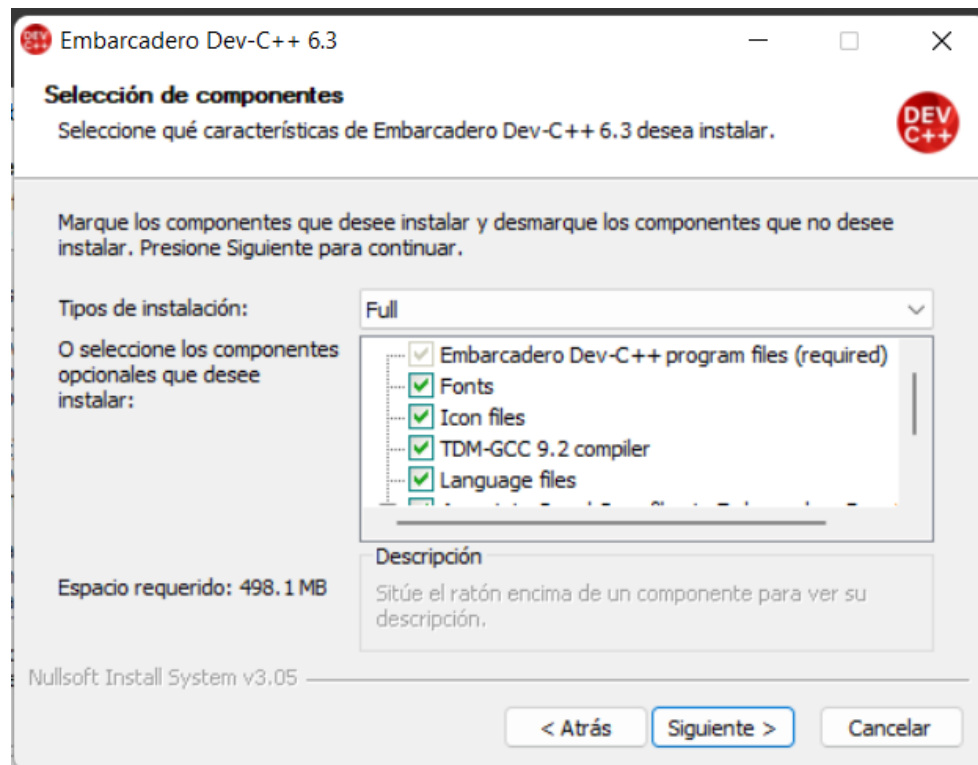 Embarcadero Dev-C++ 6.3
Selección de componentes
Seleccione qué características de Embarcadero Dev-C++ 6.3 desea instalar.
DEV
C++
Marque los componentes que desee instalar y desmarque los componentes que no desee
instalar. Presione Siguiente para continuar.
Tipos de instalación:
Full
O seleccione los componentes
opcionales que desee
instalar:
Embarcadero Dev-C++ program files (required)
Fonts
Icon files
TDM-GCC 9.2 compiler
Language files
Espacio requerido: 498.1 MB
Descripción
Sitúe el ratón encima de un componente para ver su
descripción.
Nullsoft Install System v3.05
< Atrás
Siguiente >
Cancelar